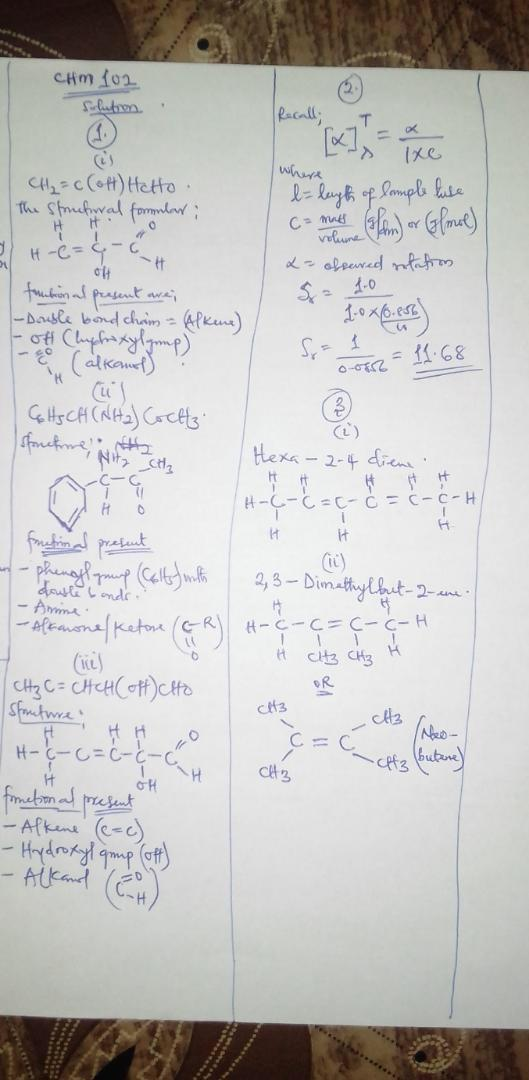 CHM 102
Solution.
1.
(i)
CH2=C(OH)HCHO.
The Structural formular;
H H O
H-C=C-C
OH H
functional present are;
-Double bond chain = (Alkene)
- OH (hydroxyl group)
- C=O H (alkanol).
(ii)
C6H5CH(NH2)COCH3.
Structure;
NH2 CH3
-C-C
H O
functional present
- phenyl group (C6H5) with
double bonds.
- Amine.
- Alkanone/Ketone (C-R)
O
(iii)
CH3C=CHCH(OH)CHO
Structure;
H H H O
H-C-C=C-C-C
H OH H
functional present
- Alkene (C=C)
- Hydroxyl group (OH)
- Alkanol (C=O-H)
2.
Recall;
[α]Tλ = α
l×c
where
l = length of Sample tube
C = mass (g/dm) or (g/mol)
volume
α = observed rotation
Sr = 1.0
1.0×(0.856)
10
Sr = 1 = 11.68
0.0856
3
(i)
Hexa-2-4 diene.
H H H H H
H-C-C=C-C=C-C-H
H H H
(ii)
2,3-Dimethylbut-2-ene.
H H
H-C-C=C-C-H
H CH3 CH3 H
OR
CH3 CH3
C=C (Neo-
CH3 CH3 butene)